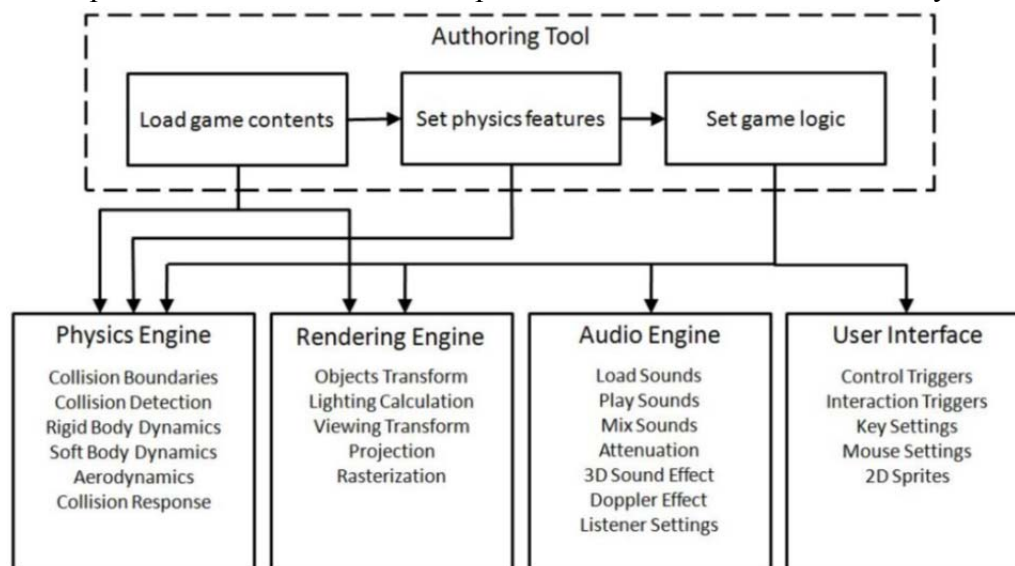 Authoring Tool
Load game contents
Set physics features
Set game logic
Physics Engine
Collision Boundaries
Collision Detection
Rigid Body Dynamics
Soft Body Dynamics
Aerodynamics
Collision Response
Rendering Engine
Objects Transform
Lighting Calculation
Viewing Transform
Projection
Rasterization
Audio Engine
Load Sounds
Play Sounds
Mix Sounds
Attenuation
3D Sound Effect
Doppler Effect
Listener Settings
User Interface
Control Triggers
Interaction Triggers
Key Settings
Mouse Settings
2D Sprites